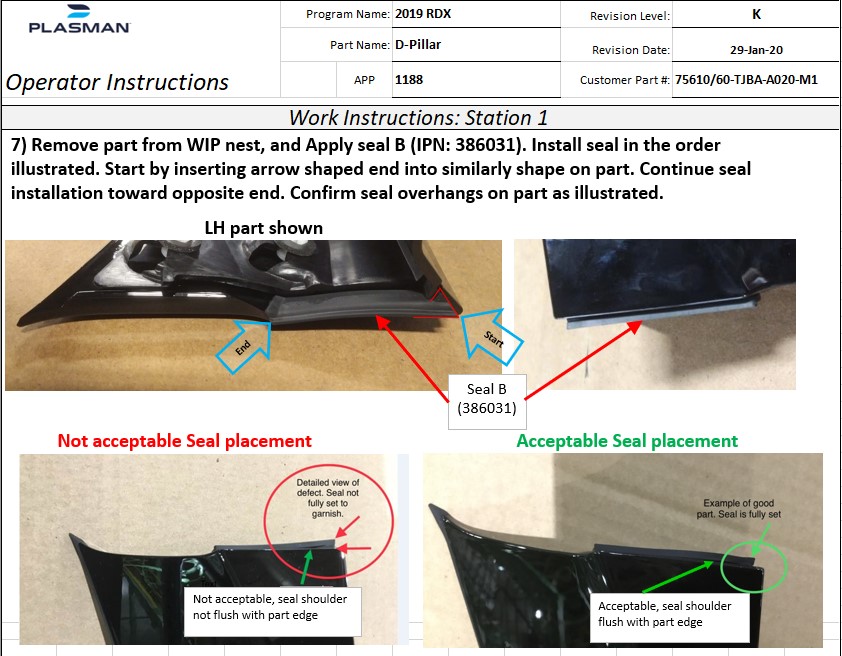 PLASMAN
Program Name: 2019 RDX
Revision Level: K
Part Name: D-Pillar
Revision Date: 29-Jan-20
Operator Instructions
APP 1188
Customer Part #: 75610/60-TJBA-A020-M1
Work Instructions: Station 1
7) Remove part from WIP nest, and Apply seal B (IPN: 386031). Install seal in the order
illustrated. Start by inserting arrow shaped end into similarly shape on part. Continue seal
installation toward opposite end. Confirm seal overhangs on part as illustrated.
LH part shown
End
Start
Seal B
(386031)
Not acceptable Seal placement
Acceptable Seal placement
Detailed view of
defect. Seal not
fully set to
garnish.
Not acceptable, seal shoulder
not flush with part edge
Example of good
part. Seal is fully set
Acceptable, seal shoulder
flush with part edge